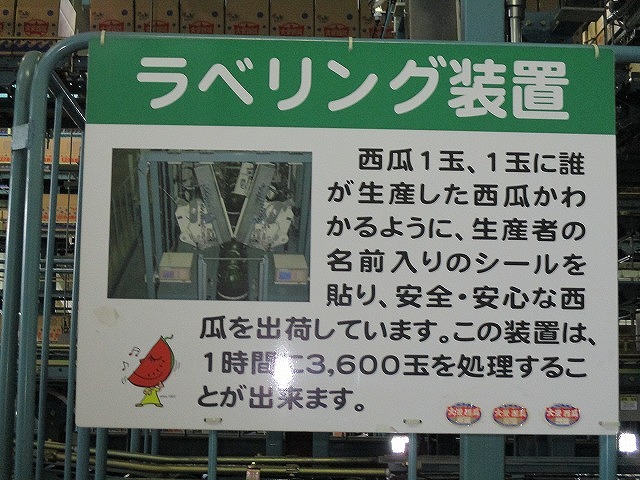 ラベリング装置
西瓜1玉、1玉に誰
が生産した西瓜かわ
かるように、生産者の
名前入りのシールを
貼り、安全・安心な西
瓜を出荷しています。この装置は、
1時間に3,600玉を処理するこ
とが出来ます。